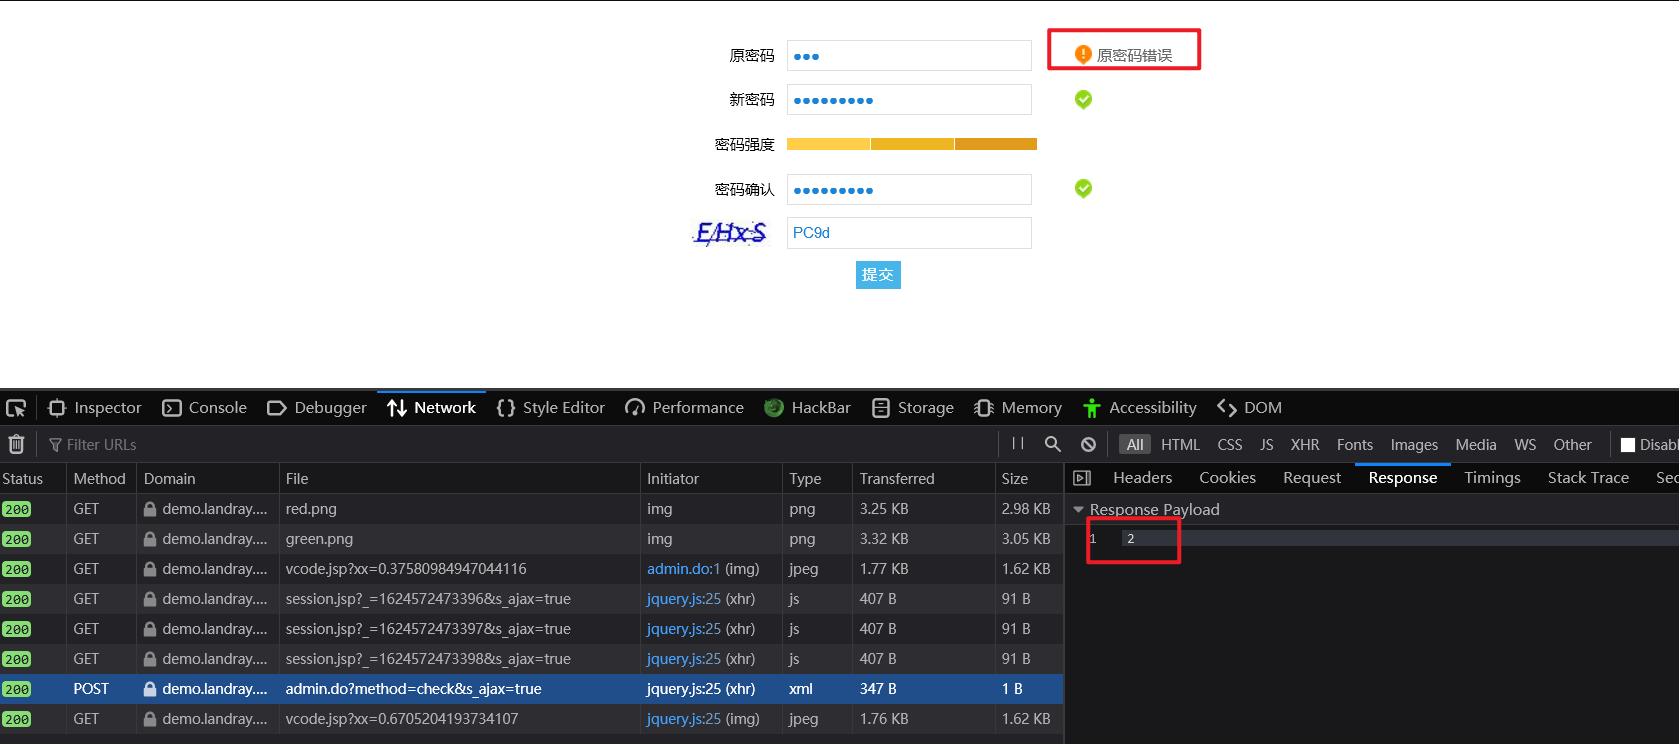 原密码 ●●● 原密码错误
新密码 ●●●●●●●●●
密码强度
密码确认 ●●●●●●●●●
EHxS PC9d
提交
Inspector Console Debugger Network Style Editor Performance HackBar Storage Memory Accessibility DOM
Filter URLs All HTML CSS JS XHR Fonts Images Media WS Other Disabl
Status Method Domain File Initiator Type Transferred Size Headers Cookies Request Response Timings Stack Trace Sec
Response Payload
1 2
200 GET demo.landray.... red.png img png 3.25 KB 2.98 KB
200 GET demo.landray.... green.png img png 3.32 KB 3.05 KB
200 GET demo.landray.... vcode.jsp?xx=0.37580984947044116 admin.do:1 (img) jpeg 1.77 KB 1.62 KB
200 GET demo.landray.... session.jsp?_=1624572473396&s_ajax=true jquery.js:25 (xhr) js 407 B 91 B
200 GET demo.landray.... session.jsp?_=1624572473397&s_ajax=true jquery.js:25 (xhr) js 407 B 91 B
200 GET demo.landray.... session.jsp?_=1624572473398&s_ajax=true jquery.js:25 (xhr) js 407 B 91 B
200 POST demo.landray.... admin.do?method=check&s_ajax=true jquery.js:25 (xhr) xml 347 B 1 B
200 GET demo.landray.... vcode.jsp?xx=0.6705204193734107 jquery.js:25 (img) jpeg 1.76 KB 1.62 KB